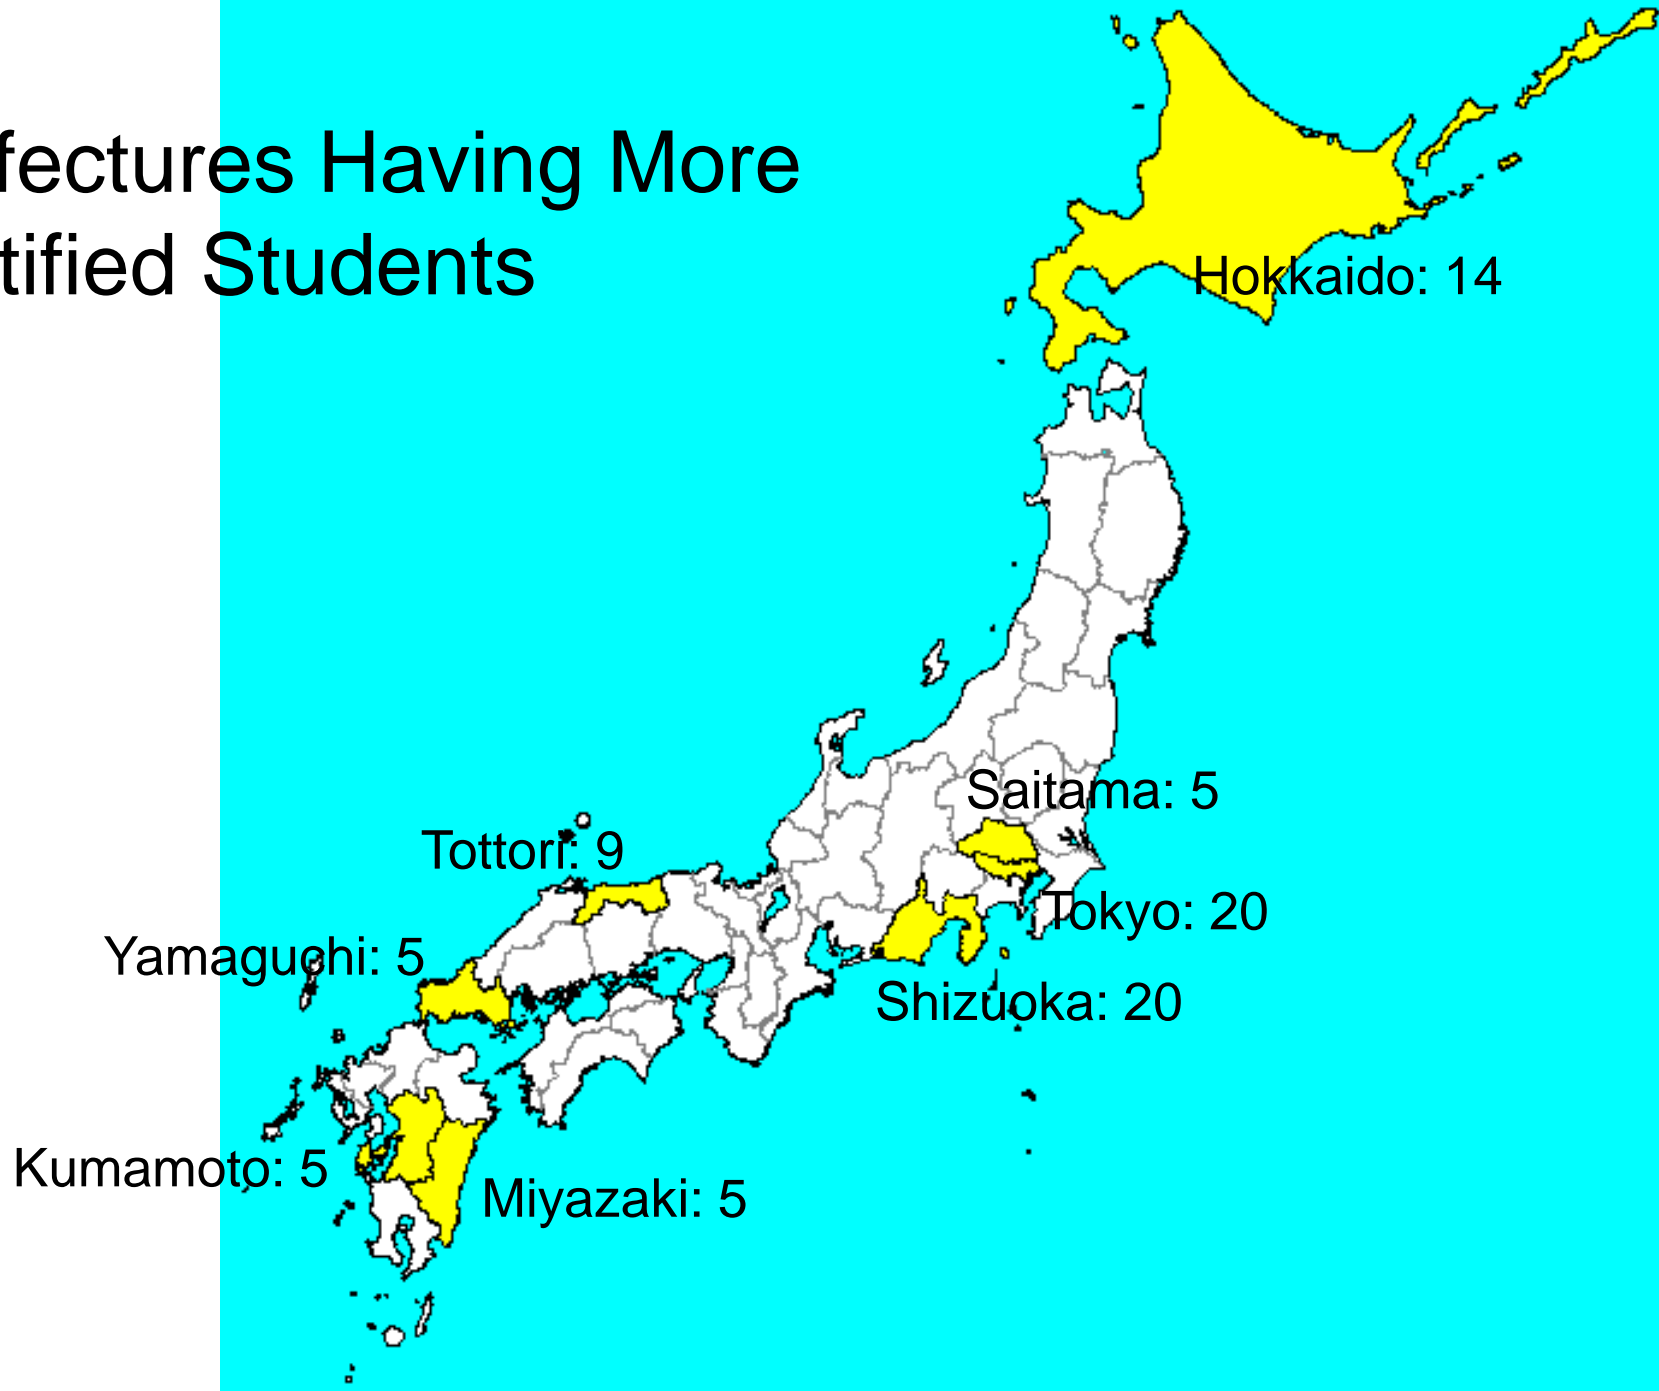 fectures Having More
tified Students
Hokkaido: 14
Saitama: 5
Tottori: 9
Tokyo: 20
Yamaguchi: 5
Shizuoka: 20
Kumamoto: 5
Miyazaki: 5